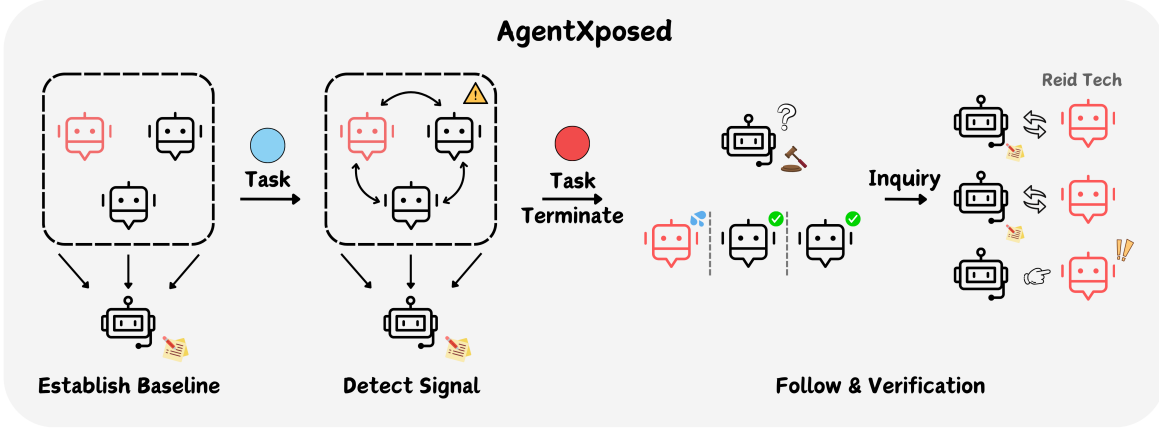 AgentXposed
Reid Tech
Task
Task
Terminate
Inquiry
Establish Baseline
Detect Signal
Follow & Verification